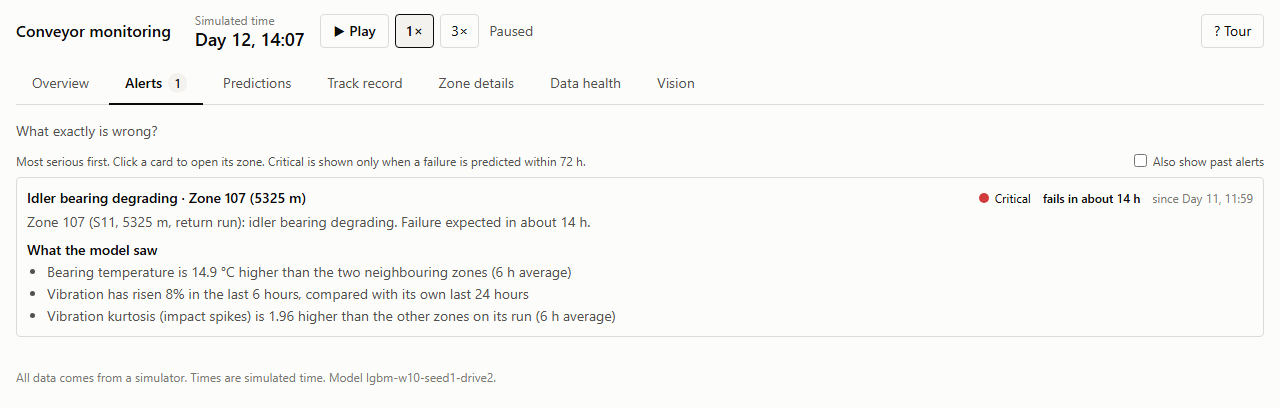 Conveyor monitoring
Simulated time
Day 12, 14:07
▶ Play
1×
3×
Paused
? Tour
Overview
Alerts 1
Predictions
Track record
Zone details
Data health
Vision
What exactly is wrong?
Most serious first. Click a card to open its zone. Critical is shown only when a failure is predicted within 72 h.
Also show past alerts
Idler bearing degrading · Zone 107 (5325 m)
Critical fails in about 14 h since Day 11, 11:59
Zone 107 (S11, 5325 m, return run): idler bearing degrading. Failure expected in about 14 h.
What the model saw
• Bearing temperature is 14.9 °C higher than the two neighbouring zones (6 h average)
• Vibration has risen 8% in the last 6 hours, compared with its own last 24 hours
• Vibration kurtosis (impact spikes) is 1.96 higher than the other zones on its run (6 h average)
All data comes from a simulator. Times are simulated time. Model lgbm-w10-seed1-drive2.